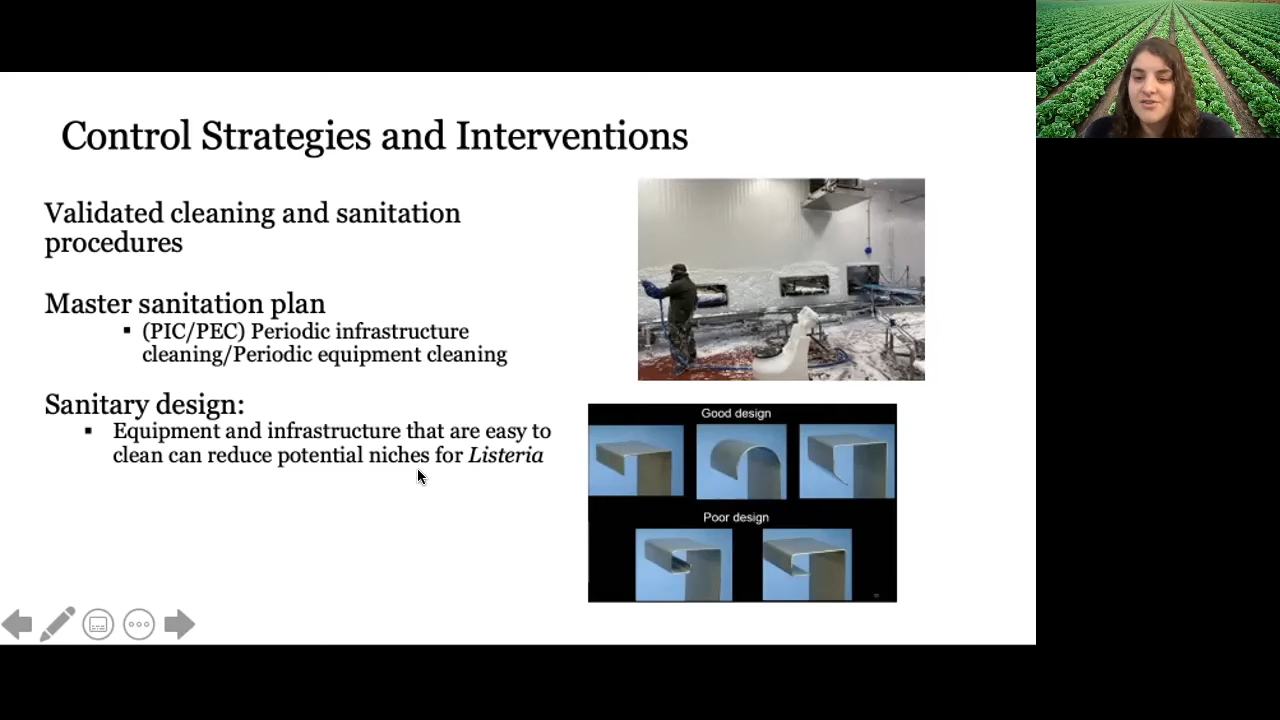 Control Strategies and Interventions
Validated cleaning and sanitation
procedures
Master sanitation plan
▪ (PIC/PEC) Periodic infrastructure
cleaning/Periodic equipment cleaning
Sanitary design:
▪ Equipment and infrastructure that are easy to
clean can reduce potential niches for Listeria
Good design
Poor design